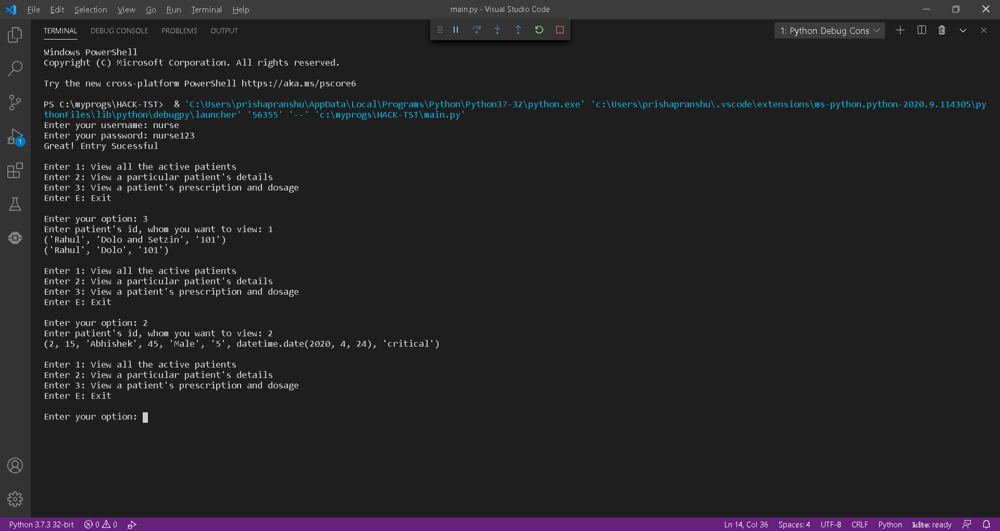 File Edit Selection View Go Run Terminal Help
main.py - Visual Studio Code
TERMINAL DEBUG CONSOLE PROBLEMS OUTPUT
1: Python Debug Cons
Windows PowerShell
Copyright (C) Microsoft Corporation. All rights reserved.
Try the new cross-platform PowerShell https://aka.ms/pscore6
PS C:\myprogs\HACK-TST>  & 'C:\Users\prishapranshu\AppData\Local\Programs\Python\Python37-32\python.exe' 'c:\Users\prishapranshu\.vscode\extensions\ms-python.python-2020.9.114305\py
thonFiles\lib\python\debugpy\launcher' '56355' '--' 'c:\myprogs\HACK-TST\main.py'
Enter your username: nurse
Enter your password: nurse123
Great! Entry Sucessful
Enter 1: View all the active patients
Enter 2: View a particular patient's details
Enter 3: View a patient's prescription and dosage
Enter E: Exit
Enter your option: 3
Enter patient's id, whom you want to view: 1
('Rahul', 'Dolo and Setzin', '101')
('Rahul', 'Dolo', '101')
Enter 1: View all the active patients
Enter 2: View a particular patient's details
Enter 3: View a patient's prescription and dosage
Enter E: Exit
Enter your option: 2
Enter patient's id, whom you want to view: 2
(2, 15, 'Abhishek', 45, 'Male', '5', datetime.date(2020, 4, 24), 'critical')
Enter 1: View all the active patients
Enter 2: View a particular patient's details
Enter 3: View a patient's prescription and dosage
Enter E: Exit
Enter your option:
1
Python 3.7.3 32-bit 0 0 Ln 14, Col 36 Spaces: 4 UTF-8 CRLF Python kite: ready